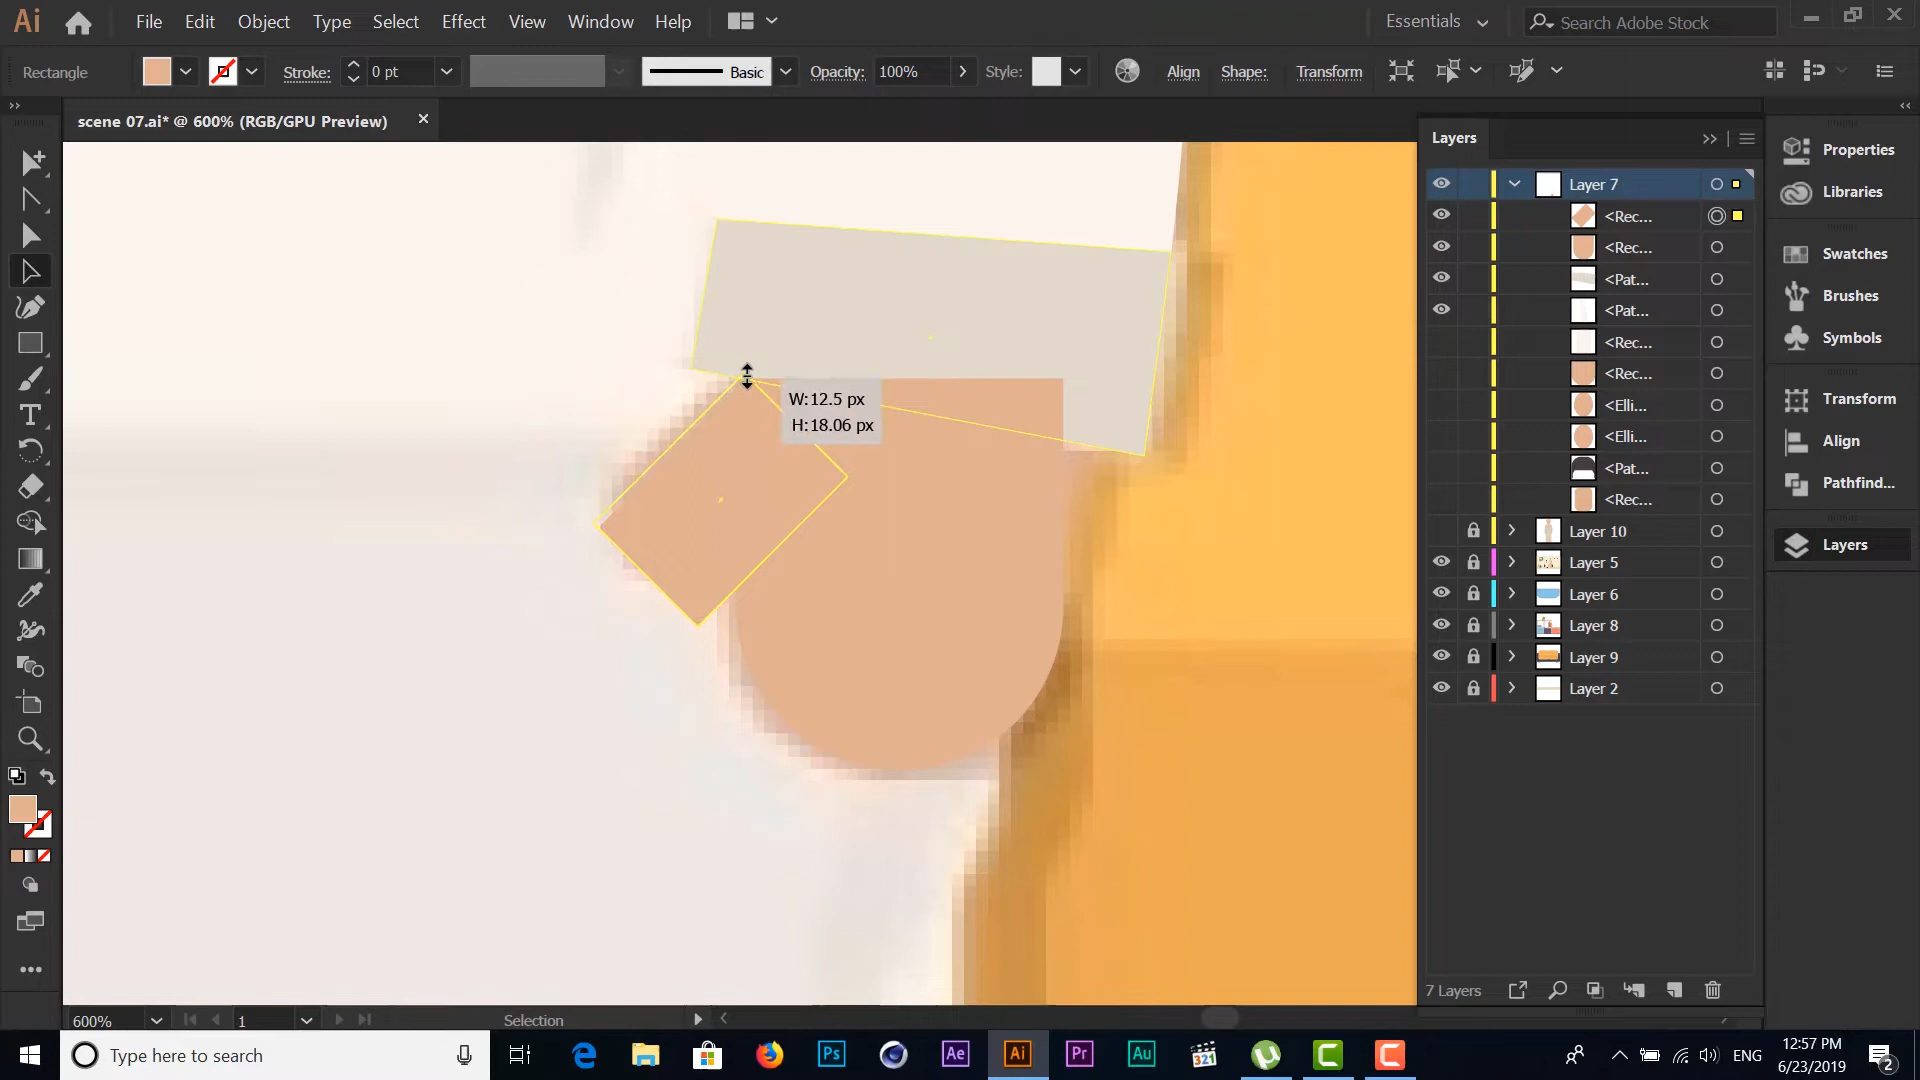 Ai File Edit Object Type Select Effect View Window Help Essentials Search Adobe Stock
Rectangle Stroke: 0 pt Basic Opacity: 100% Style: Align Shape: Transform
scene 07.ai* @ 600% (RGB/GPU Preview)
W:12.5 px
H:18.06 px
Layers
Layer 7
<Rec...
<Rec...
<Pat...
<Pat...
<Rec...
<Rec...
<Elli...
<Elli...
<Pat...
<Rec...
Layer 10
Layer 5
Layer 6
Layer 8
Layer 9
Layer 2
7 Layers
Properties
Libraries
Swatches
Brushes
Symbols
Transform
Align
Pathfind...
Layers
600% 1 Selection
Type here to search
Ps
Ae
Ai
Pr
Au
321
ENG
12:57 PM
6/23/2019
2